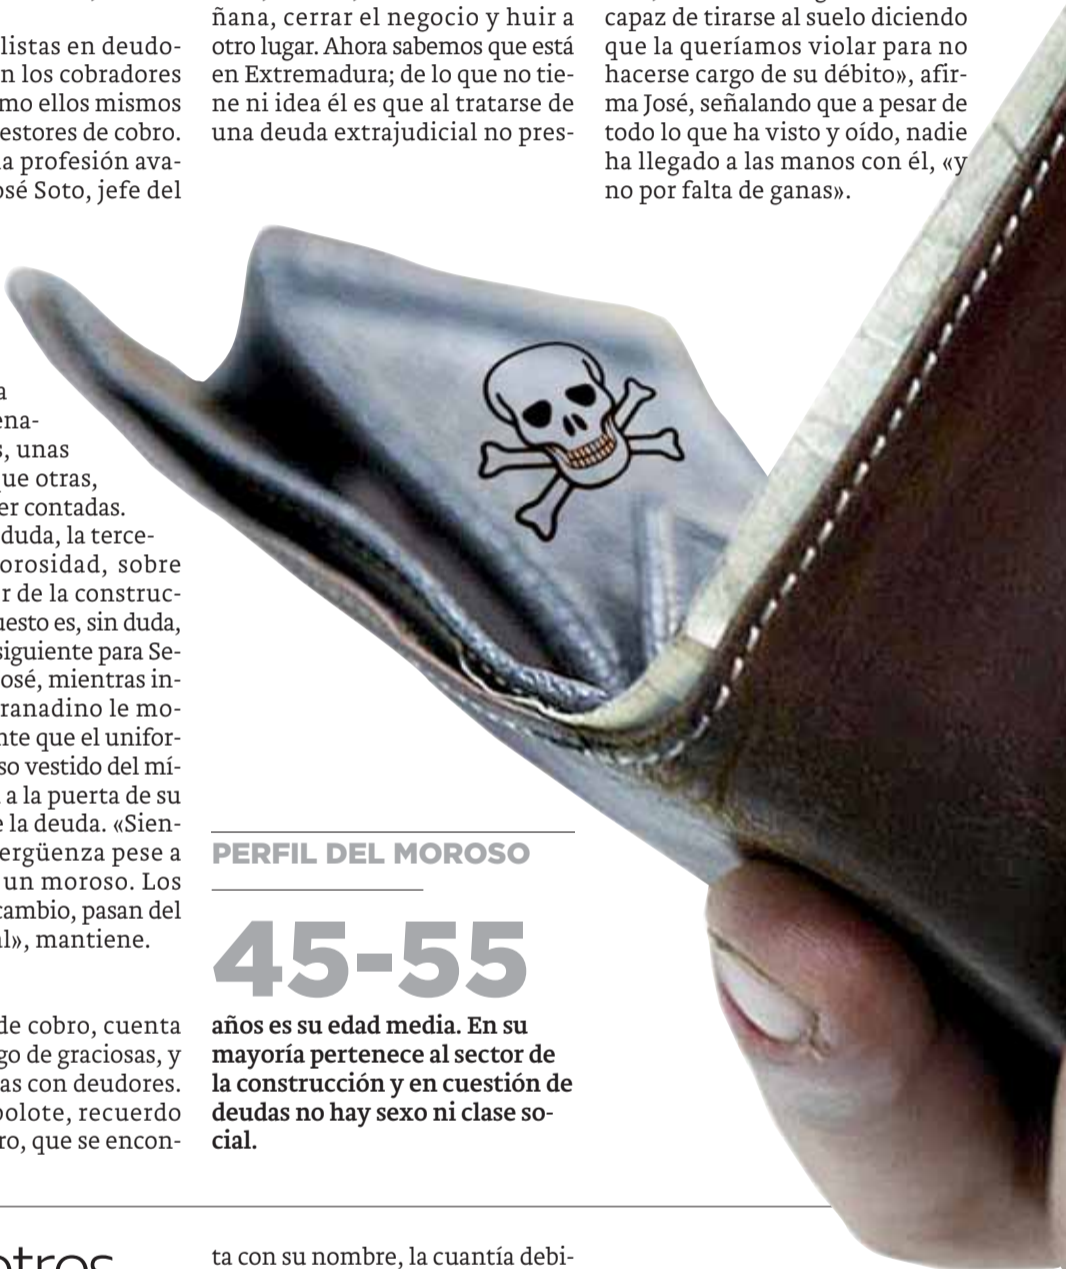 listas en deudo-
n los cobradores
mo ellos mismos
estores de cobro.
a profesión ava-
osé Soto, jefe del
a
ena-
s, unas
ue otras,
er contadas.
duda, la terce-
orosidad, sobre
r de la construc-
uesto es, sin duda,
siguiente para Se-
osé, mientras in-
ranadino le mo-
nte que el unifor-
so vestido del mí-
a la puerta de su
e la deuda. «Sien-
ergüenza pese a
un moroso. Los
cambio, pasan del
al», mantiene.
de cobro, cuenta
go de graciosas, y
as con deudores.
polote, recuerdo
ro, que se encon-
otros
ñana, cerrar el negocio y huir a
otro lugar. Ahora sabemos que está
en Extremadura; de lo que no tie-
ne ni idea él es que al tratarse de
una deuda extrajudicial no pres-
PERFIL DEL MOROSO
45-55
años es su edad media. En su
mayoría pertenece al sector de
la construcción y en cuestión de
deudas no hay sexo ni clase so-
cial.
ta con su nombre, la cuantía debi-
capaz de tirarse al suelo diciendo
que la queríamos violar para no
hacerse cargo de su débito», afir-
ma José, señalando que a pesar de
todo lo que ha visto y oído, nadie
ha llegado a las manos con él, «y
no por falta de ganas».